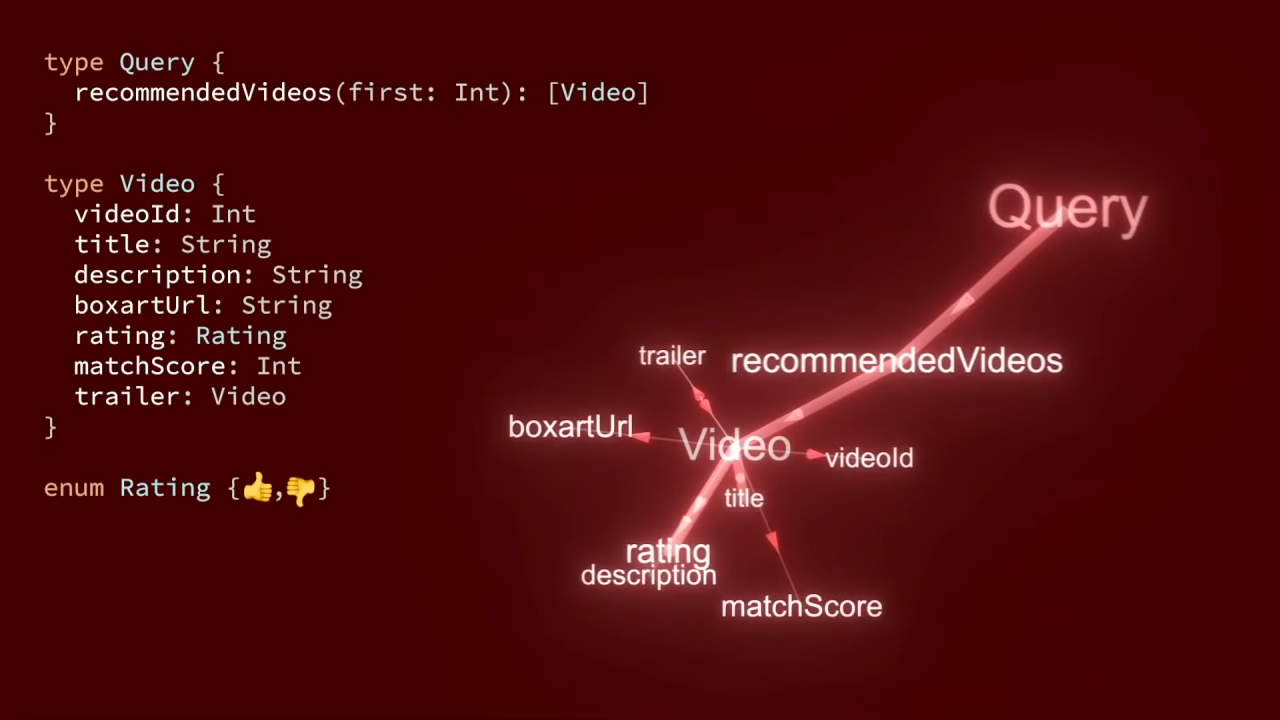 type Query {
  recommendedVideos(first: Int): [Video]
}
type Video {
  videoId: Int
  title: String
  description: String
  boxartUrl: String
  rating: Rating
  matchScore: Int
  trailer: Video
}
enum Rating {👍,👎}
Query
trailer
recommendedVideos
boxartUrl
Video
videoId
title
rating
description
matchScore